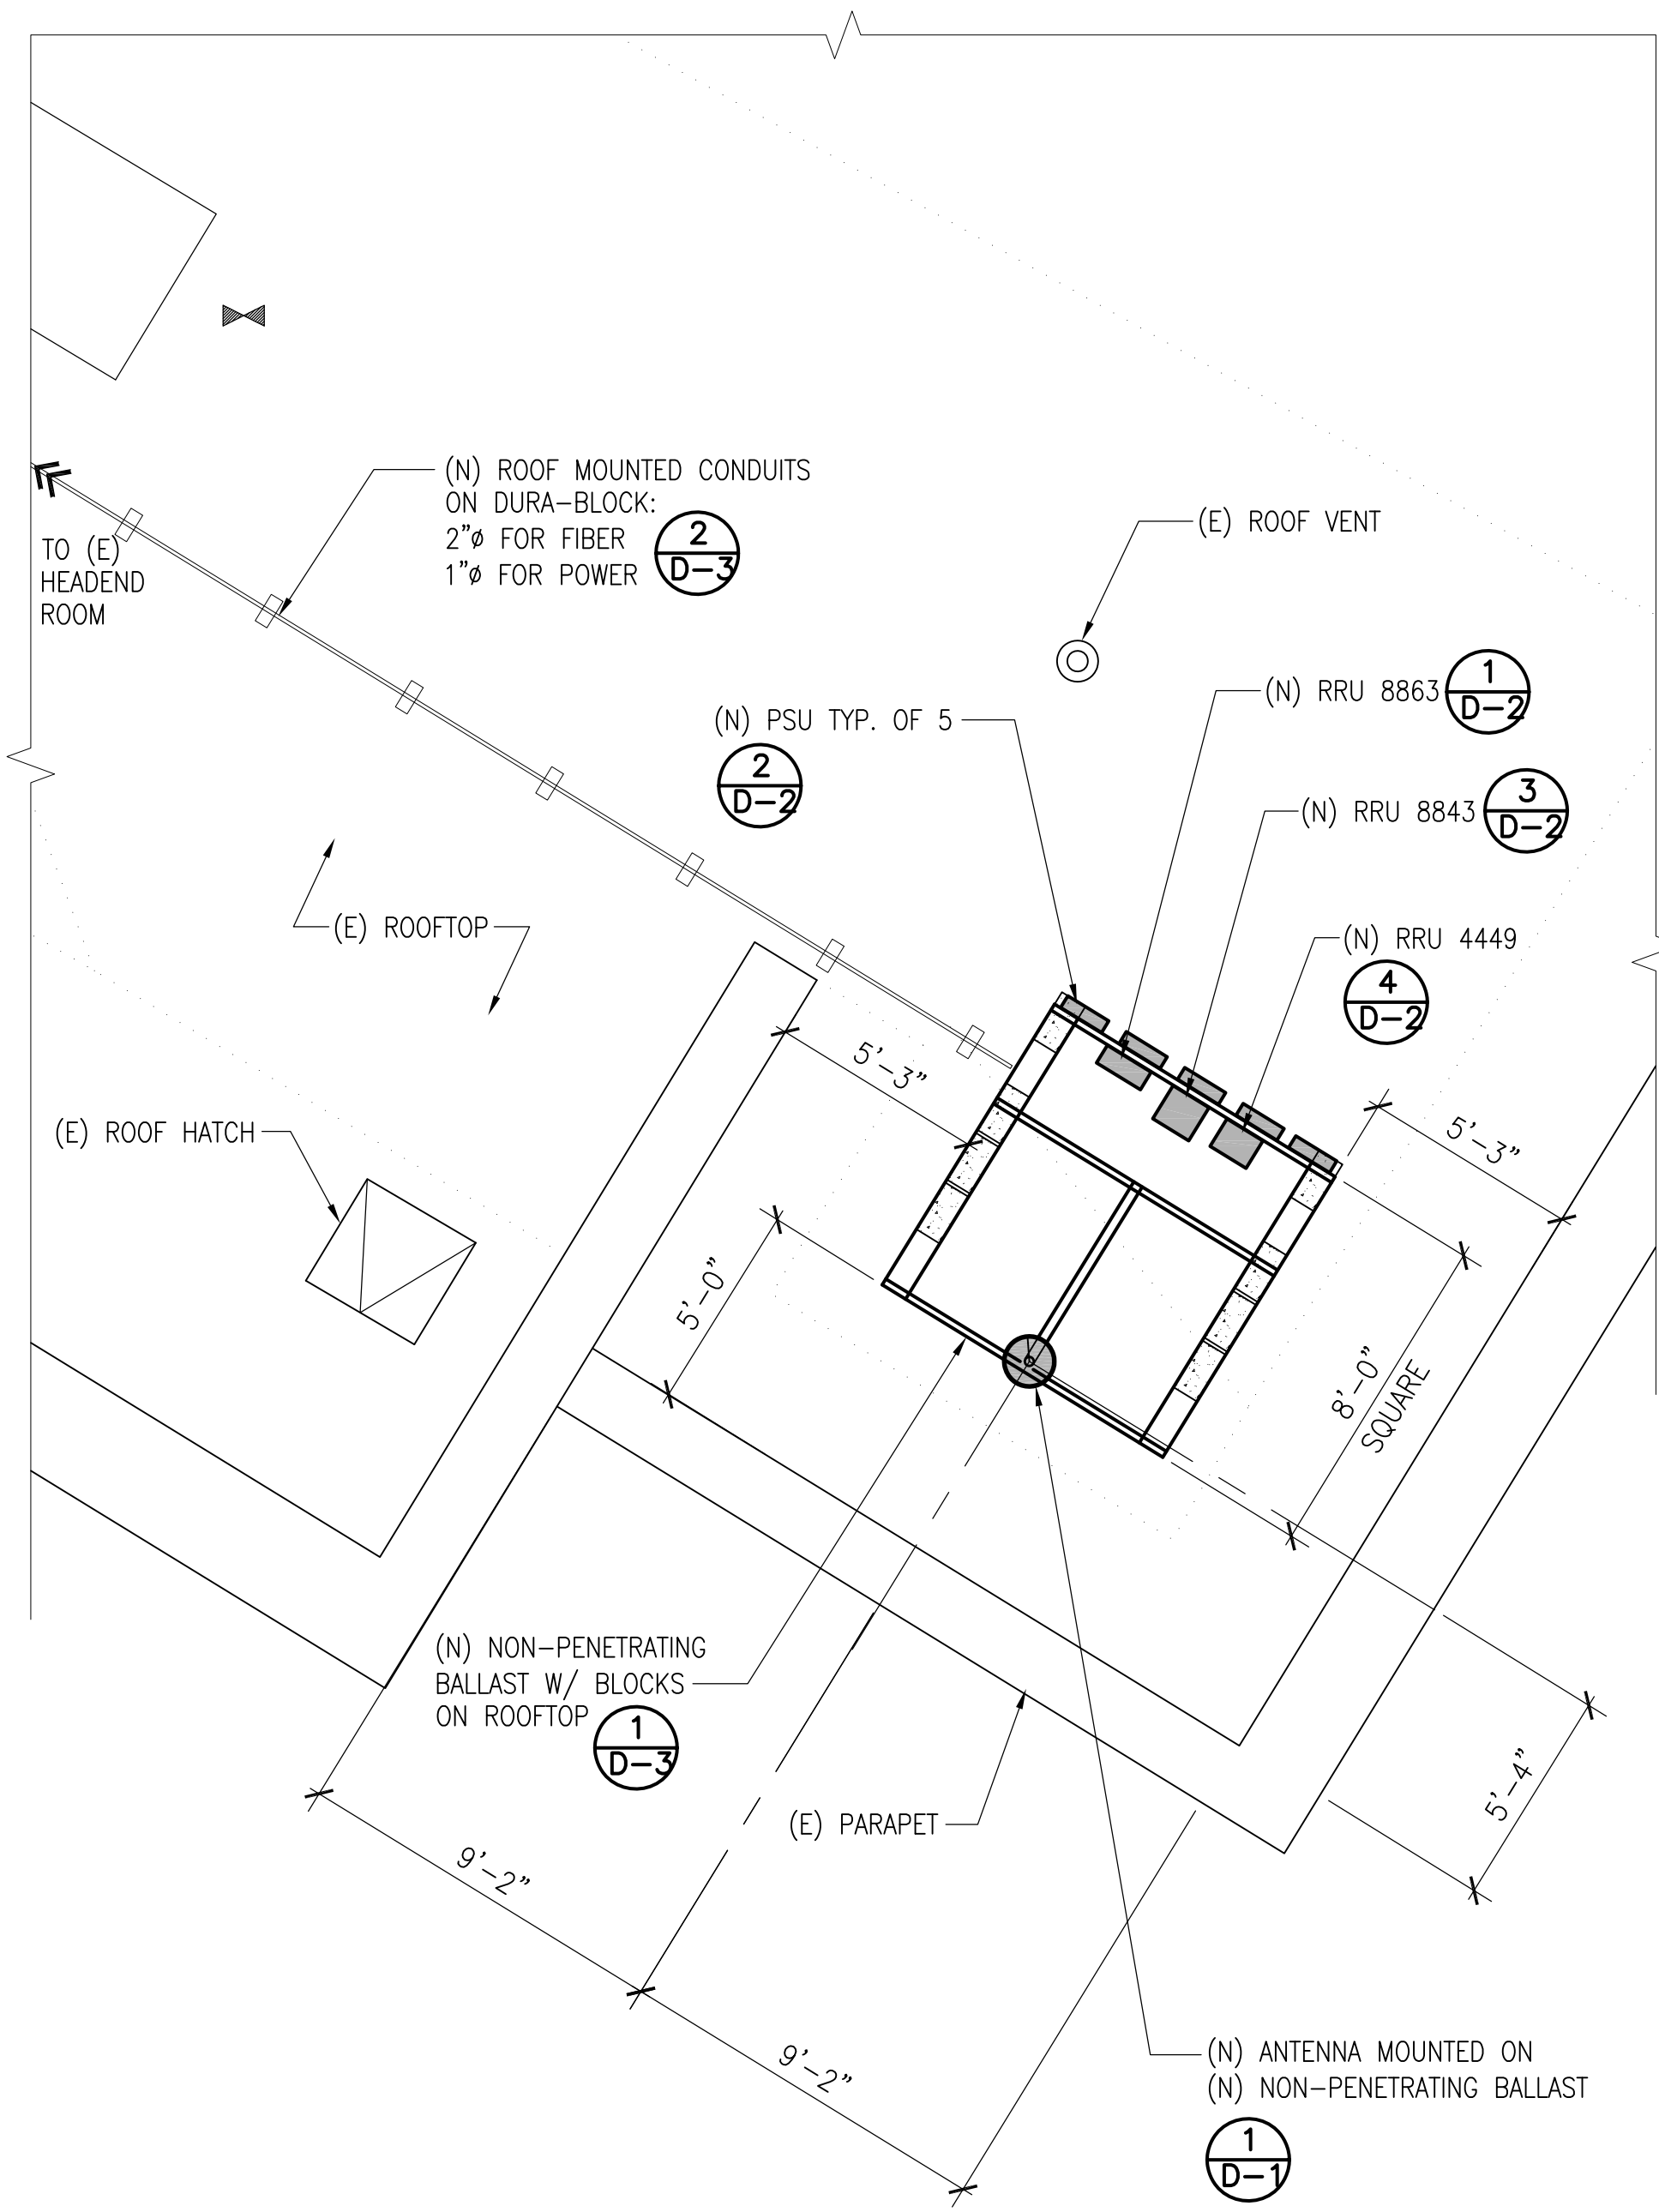 (N) ROOF MOUNTED CONDUITS
ON DURA-BLOCK:
2"ø FOR FIBER
1"ø FOR POWER
2
D-3
TO (E)
HEADEND
ROOM
(E) ROOF VENT
(N) RRU 8863
1
D-2
(N) PSU TYP. OF 5
2
D-2
(N) RRU 8843
3
D-2
(E) ROOFTOP
(N) RRU 4449
4
D-2
5'-3"
(E) ROOF HATCH
5'-3"
5'-0"
8'-0"
SQUARE
(N) NON-PENETRATING
BALLAST W/ BLOCKS
ON ROOFTOP
1
D-3
(E) PARAPET
5'-4"
9'-2"
9'-2"
(N) ANTENNA MOUNTED ON
(N) NON-PENETRATING BALLAST
1
D-1